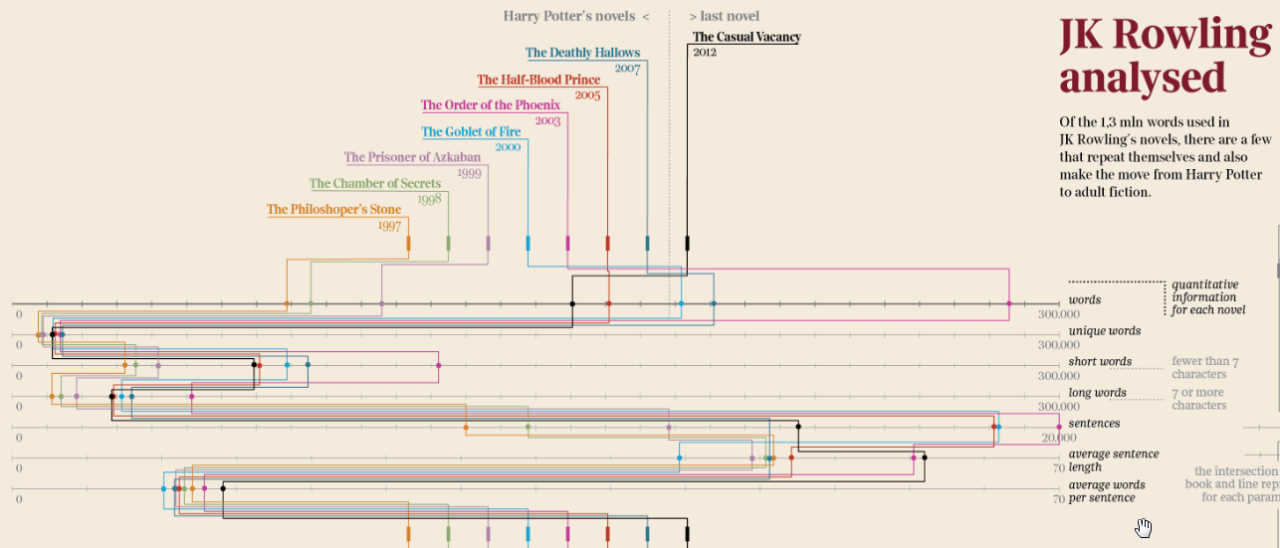 Harry Potter's novels <
> last novel
The Casual Vacancy
2012
The Deathly Hallows
2007
The Half-Blood Prince
2005
The Order of the Phoenix
2003
The Goblet of Fire
2000
The Prisoner of Azkaban
1999
The Chamber of Secrets
1998
The Philoshoper's Stone
1997
JK Rowling
analysed
Of the 1,3 mln words used in
JK Rowling's novels, there are a few
that repeat themselves and also
make the move from Harry Potter
to adult fiction.
quantitative
information
for each novel
words
0
300.000
unique words
0
300.000
short words
fewer than 7
characters
0
300.000
long words
7 or more
characters
0
300.000
sentences
0
20.000
average sentence
length
0
70
average words
per sentence
0
70
the intersection
book and line rep
for each param